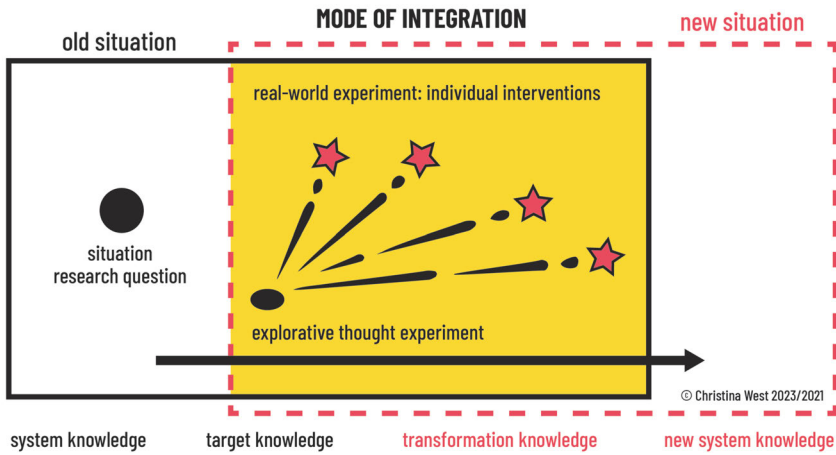 MODE OF INTEGRATION
old situation
new situation
real-world experiment: individual interventions
situation
research question
explorative thought experiment
© Christina West 2023/2021
system knowledge
target knowledge
transformation knowledge
new system knowledge